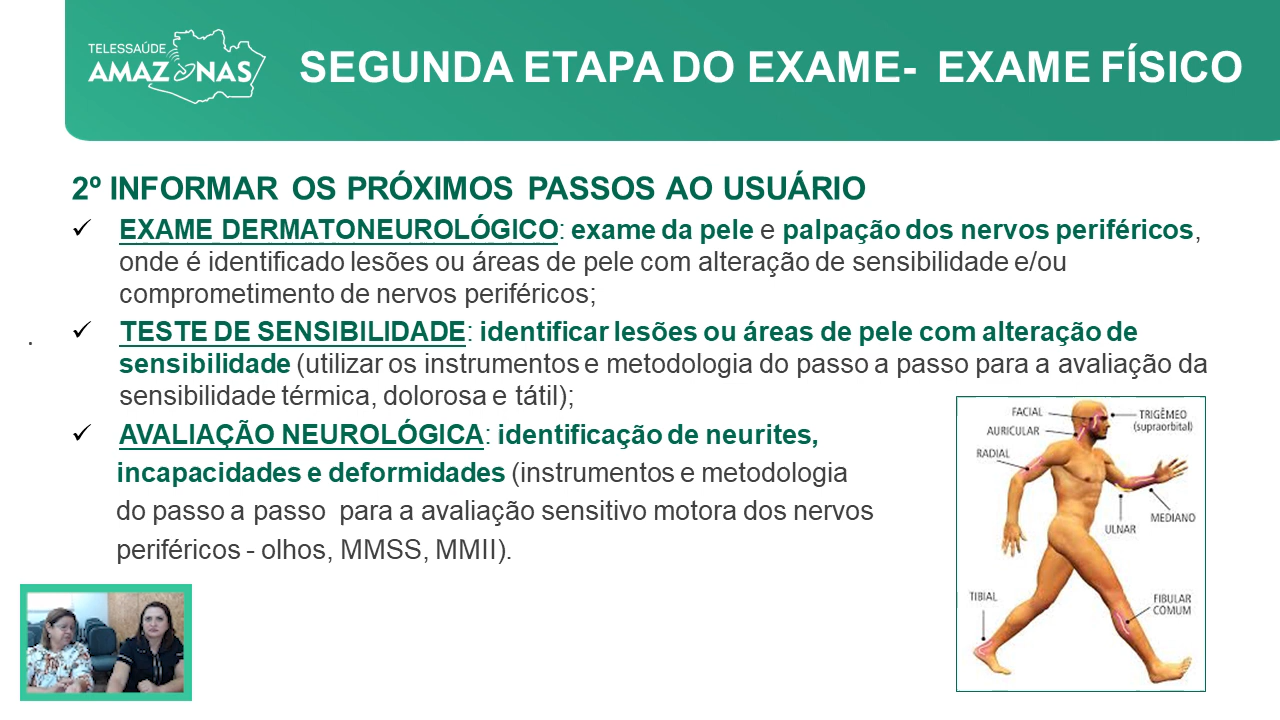 TELESSAÚDE
AMAZONAS
SEGUNDA ETAPA DO EXAME- EXAME FÍSICO
2º INFORMAR OS PRÓXIMOS PASSOS AO USUÁRIO
✓ EXAME DERMATONEUROLÓGICO: exame da pele e palpação dos nervos periféricos,
onde é identificado lesões ou áreas de pele com alteração de sensibilidade e/ou
comprometimento de nervos periféricos;
✓ TESTE DE SENSIBILIDADE: identificar lesões ou áreas de pele com alteração de
.
sensibilidade (utilizar os instrumentos e metodologia do passo a passo para a avaliação da
sensibilidade térmica, dolorosa e tátil);
✓ AVALIAÇÃO NEUROLÓGICA: identificação de neurites,
incapacidades e deformidades (instrumentos e metodologia
do passo a passo para a avaliação sensitivo motora dos nervos
periféricos - olhos, MMSS, MMII).
FACIAL
TRIGÊMEO
(supraorbital)
AURICULAR
RADIAL
MEDIANO
ULNAR
TIBIAL
FIBULAR
COMUM